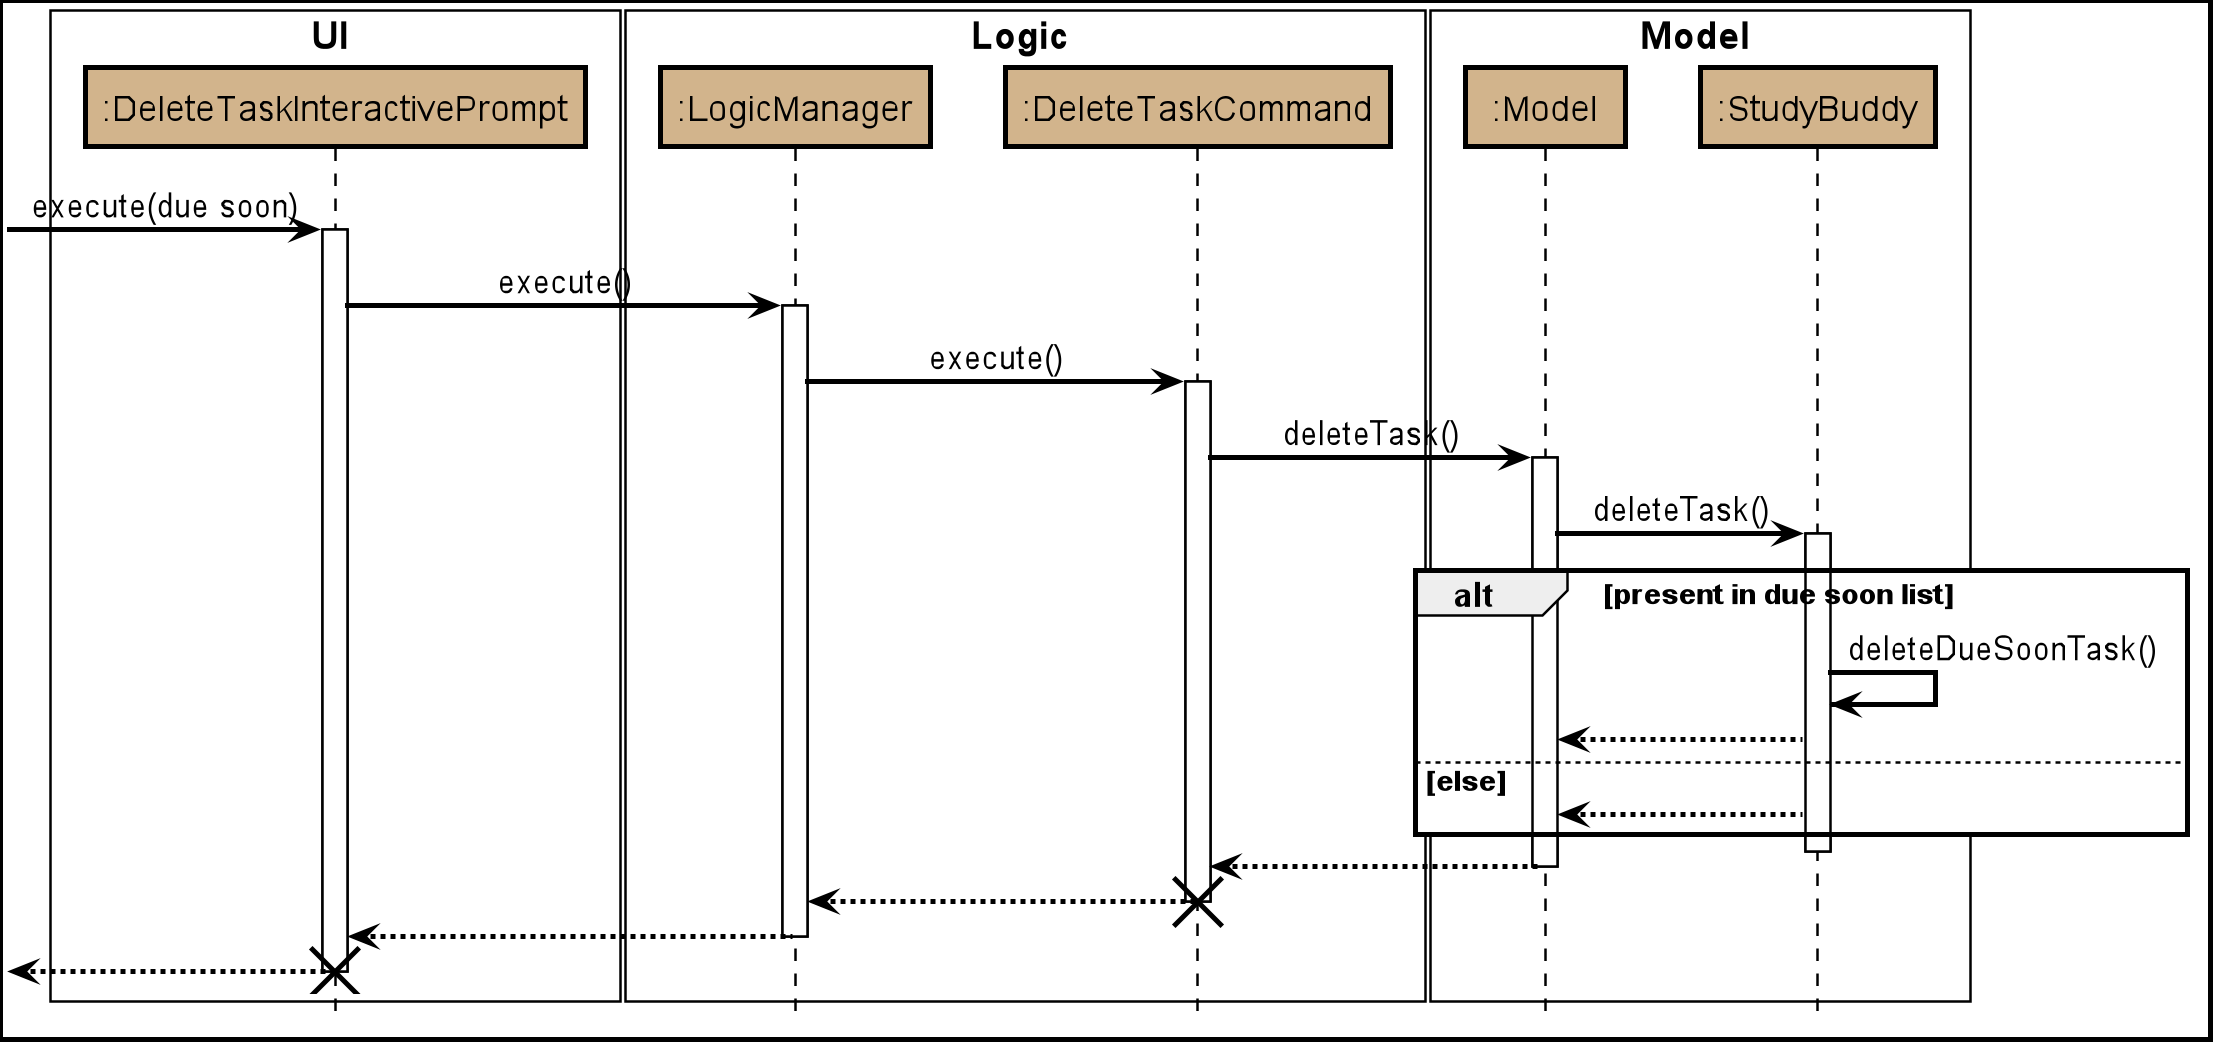 UI
Logic
Model
:DeleteTaskInteractivePrompt
:LogicManager
:DeleteTaskCommand
:Model
:StudyBuddy
execute(due soon)
execute()
execute()
deleteTask()
deleteTask()
alt
[present in due soon list]
deleteDueSoonTask()
[else]